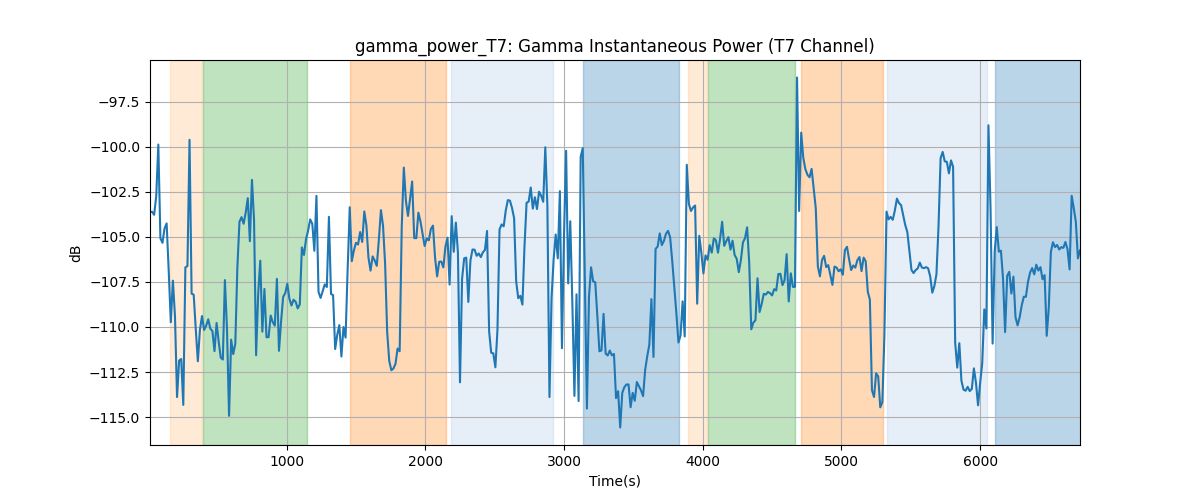 gamma_power_T7: Gamma Instantaneous Power (T7 Channel)
−97.5
−100.0
−102.5
−105.0
−107.5
−110.0
−112.5
−115.0
dB
1000 2000 3000 4000 5000 6000
Time(s)